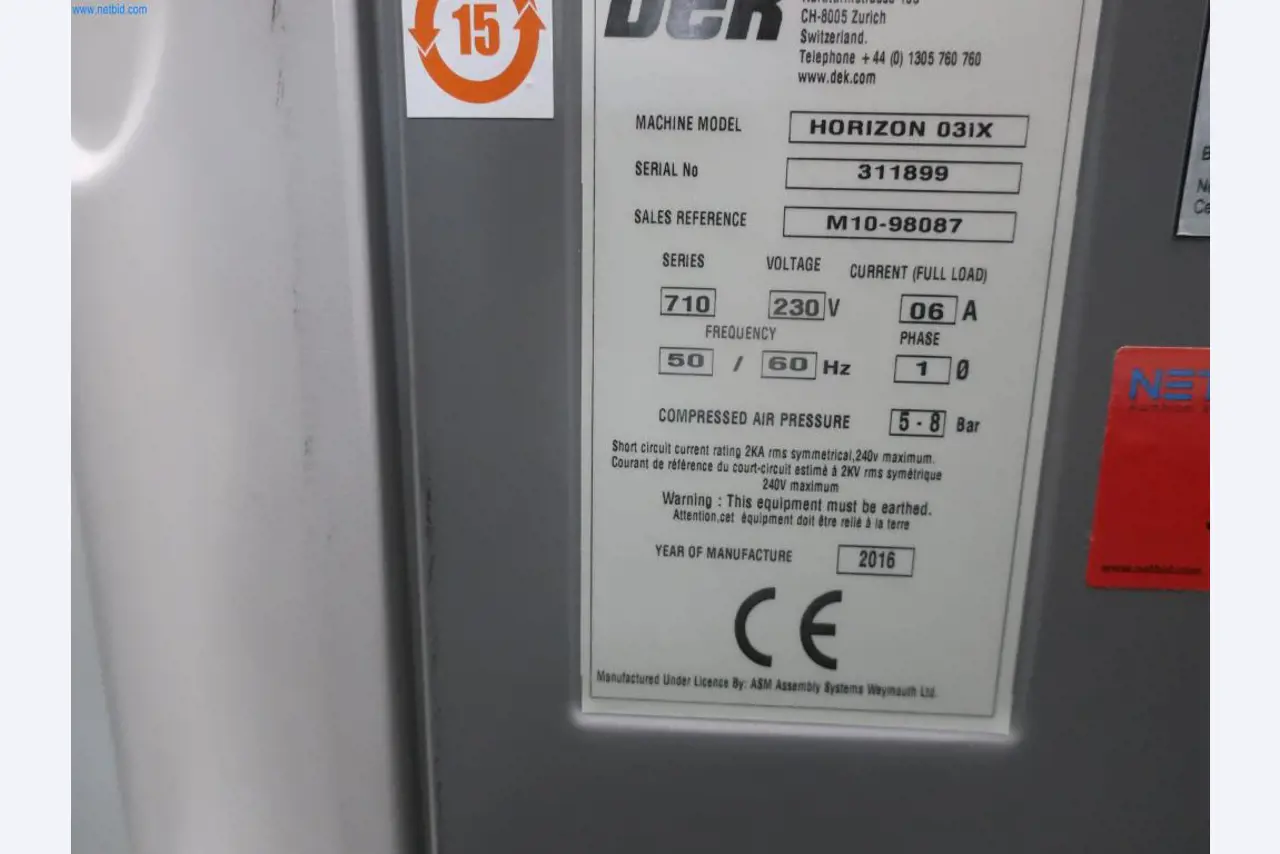 www.netbid.com
15
DEK
CH-8005 Zurich
Switzerland.
Telephone +44 (0) 1305 760 760
www.dek.com
MACHINE MODEL HORIZON 03iX
SERIAL No 311899
SALES REFERENCE M10-98087
SERIES VOLTAGE CURRENT (FULL LOAD)
710 230 V 06 A
FREQUENCY PHASE
50 / 60 Hz 1 Ø
COMPRESSED AIR PRESSURE 5 - 8 Bar
Short circuit current rating 2KA rms symmetrical,240v maximum.
Courant de référence du court-circuit estimé à 2KV rms symétrique
240V maximum
Warning : This equipment must be earthed.
Attention,cet équipment doit être relié à la terre
YEAR OF MANUFACTURE 2016
CE
Manufactured Under Licence By: ASM Assembly Systems Weymouth Ltd.
NET
www.netbid.com